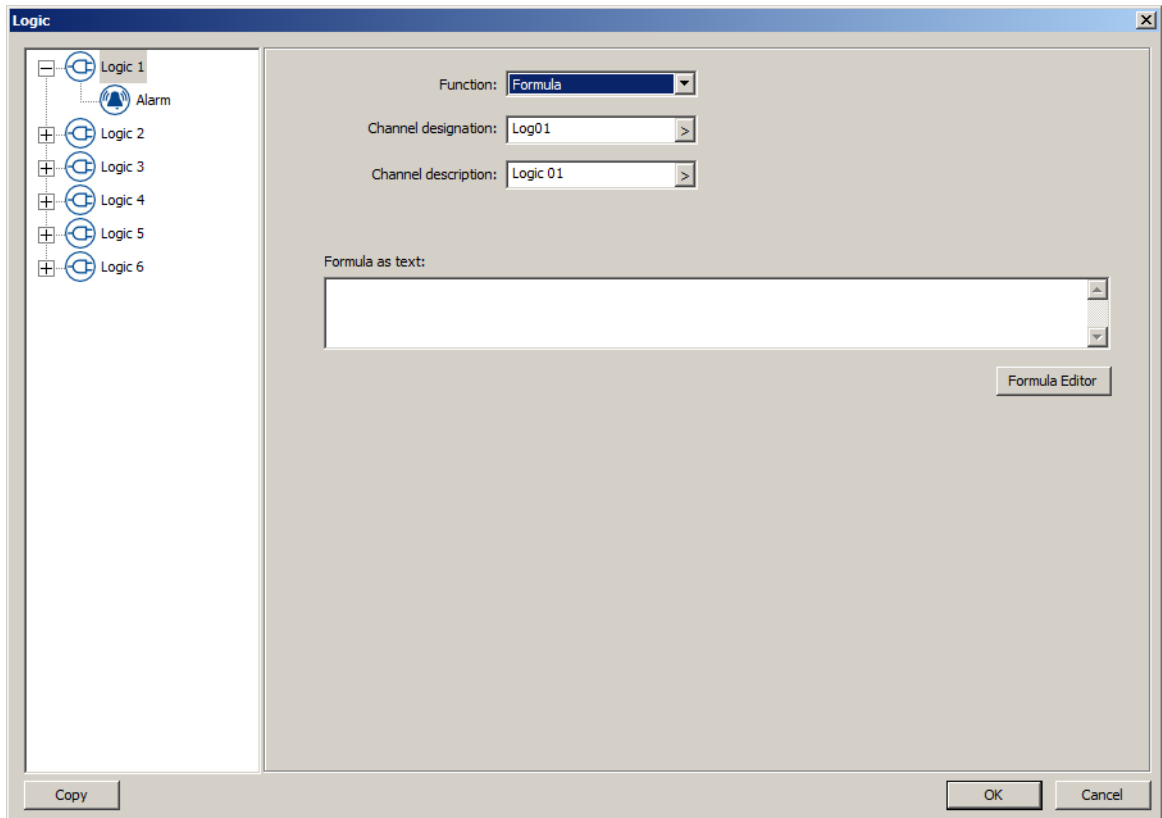 Logic
Logic 1
Alarm
Logic 2
Logic 3
Logic 4
Logic 5
Logic 6
Function: Formula
Channel designation: Log01 >
Channel description: Logic 01 >
Formula as text:
Formula Editor
Copy
OK
Cancel